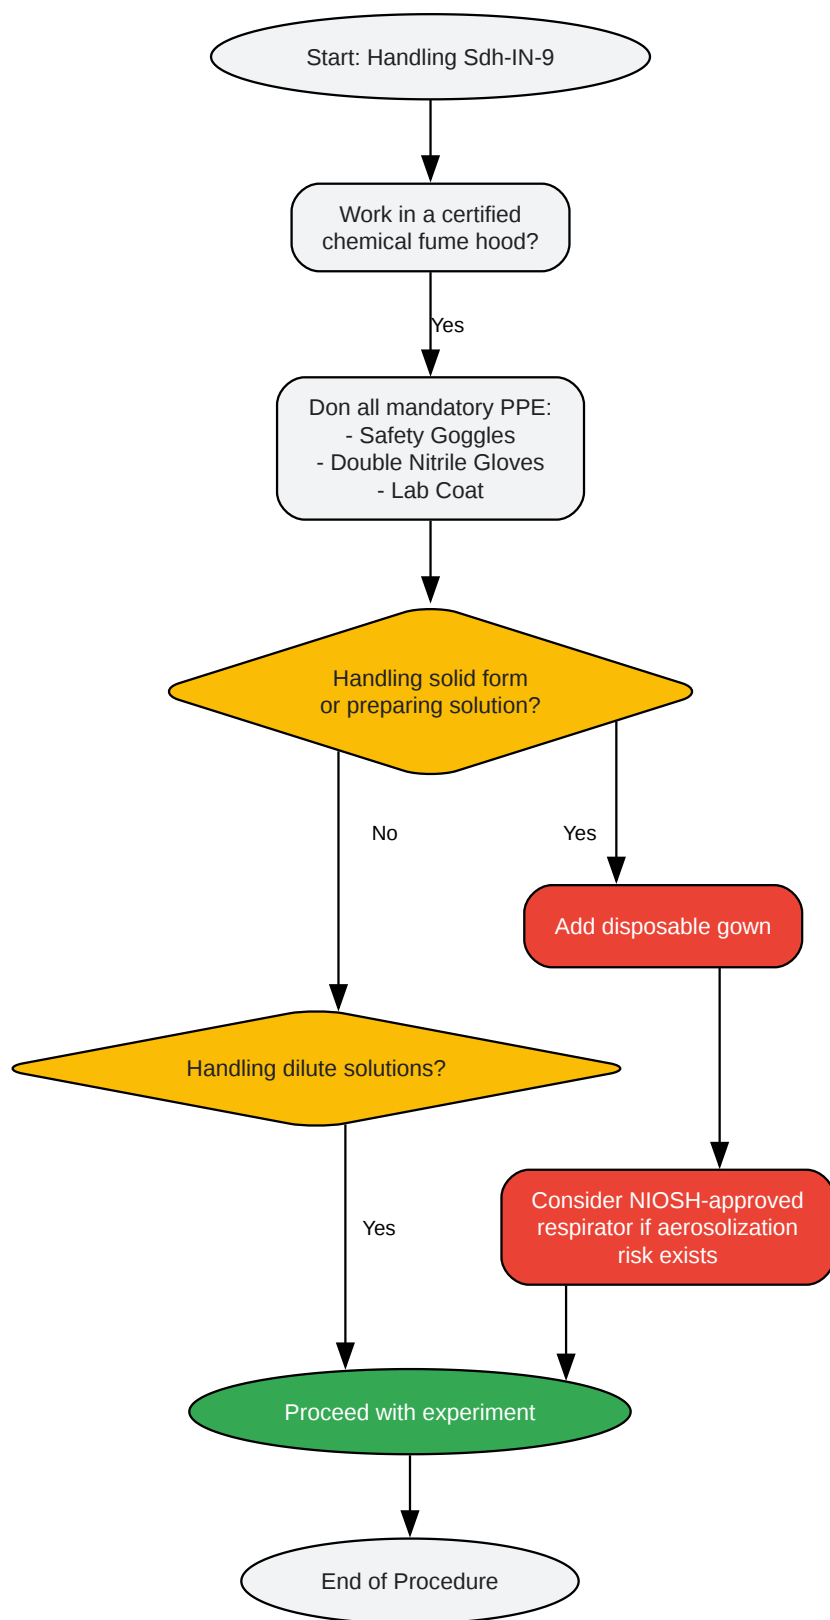 Start: Handling Sdh-IN-9
Work in a certified
chemical fume hood?
Yes
Don all mandatory PPE:
- Safety Goggles
- Double Nitrile Gloves
- Lab Coat
Handling solid form
or preparing solution?
No
Yes
Add disposable gown
Handling dilute solutions?
Consider NIOSH-approved
respirator if aerosolization
risk exists
Yes
Proceed with experiment
End of Procedure